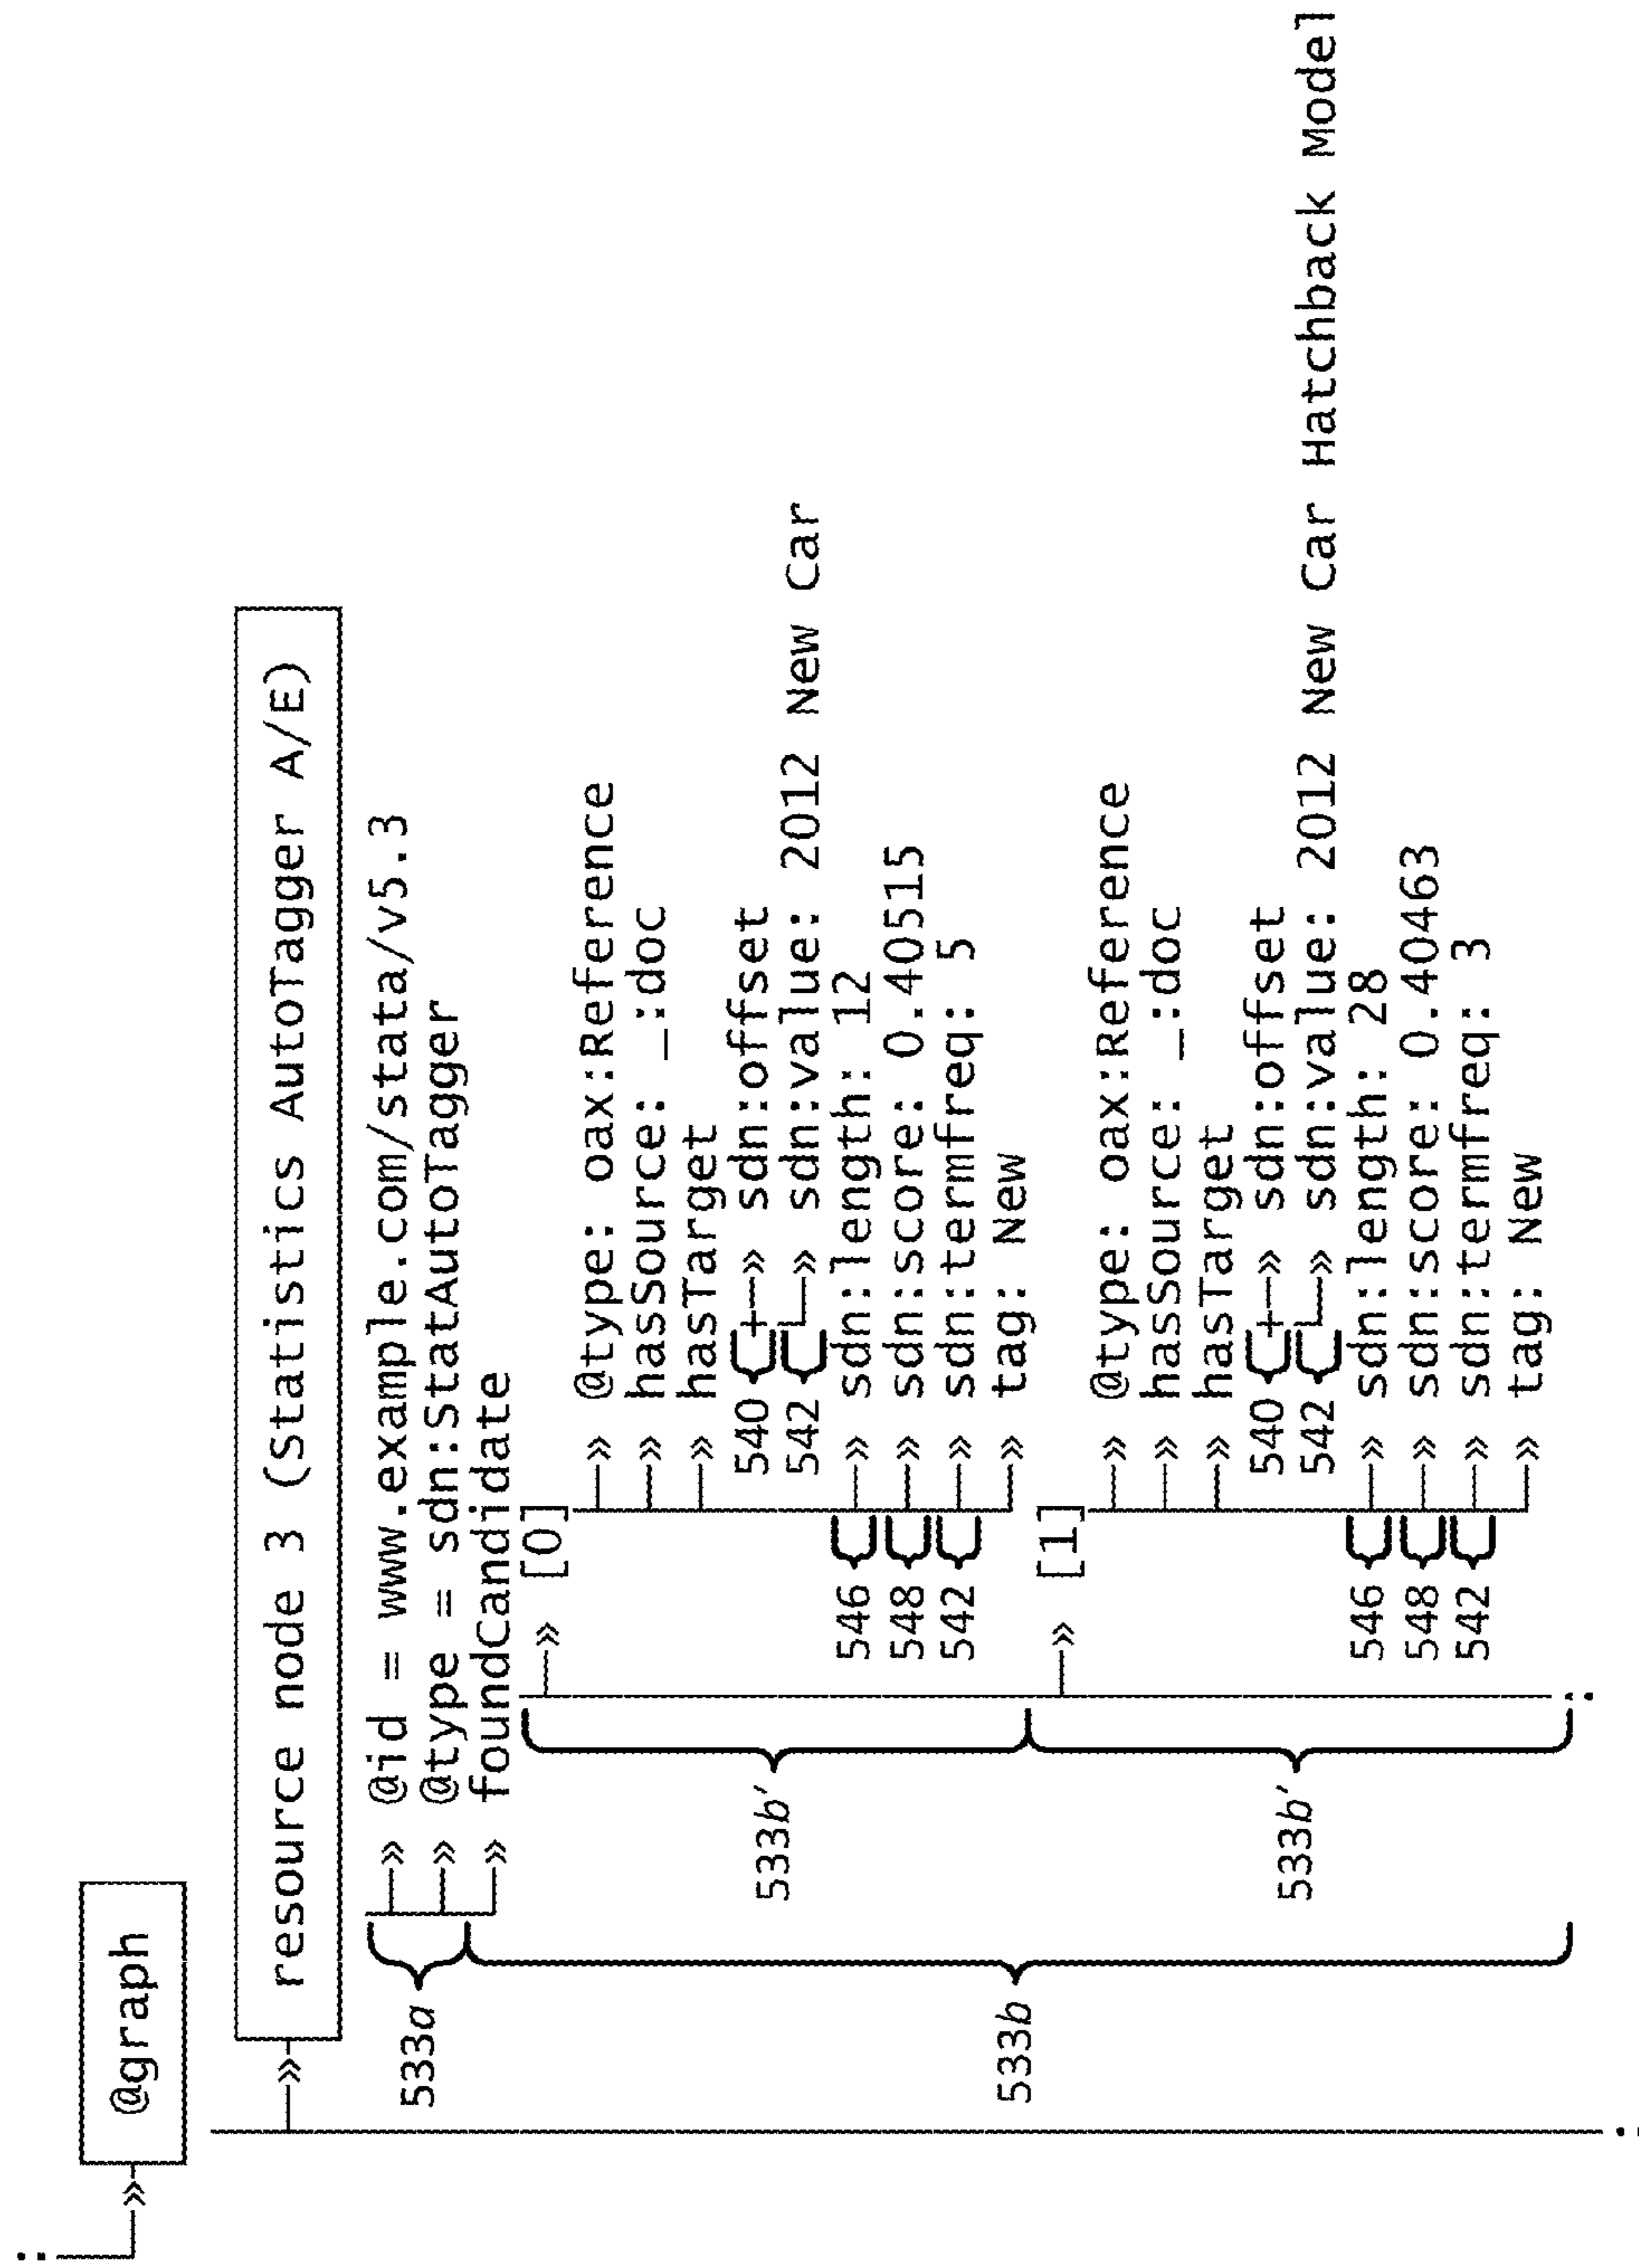 @graph
resource node 3 (Statistics AutoTagger A/E)
533a
@id = www.example.com/stata/v5.3
@type = sdn:StatAutoTagger
533b
foundCandidate
533b'
[0]
@type: oax:Reference
hasSource: _:doc
hasTarget
540 sdn:offset
542 sdn:value: 2012 New Car
546 sdn:length: 12
548 sdn:score: 0.40515
542 sdn:termfreq: 5
tag: New
533b'
[1]
@type: oax:Reference
hasSource: _:doc
hasTarget
540 sdn:offset
542 sdn:value: 2012 New Car Hatchback Model
546 sdn:length: 28
548 sdn:score: 0.40463
542 sdn:termfreq: 3
tag: New